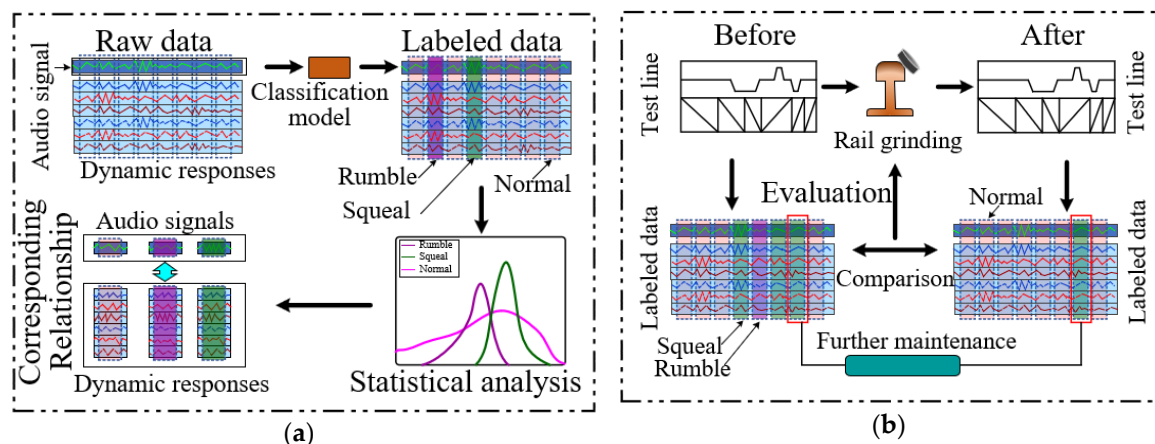 Raw data
Labeled data
Audio signal
Classification
model
Dynamic responses
Rumble
Normal
Squeal
Corresponding
Relationship
Audio signals
Rumble
Squeal
Normal
Dynamic responses
Statistical analysis
(a)
Before
After
Test line
Test line
Rail grinding
Evaluation
Normal
Labeled data
Comparison
Labeled data
Squeal
Rumble
Further maintenance
(b)